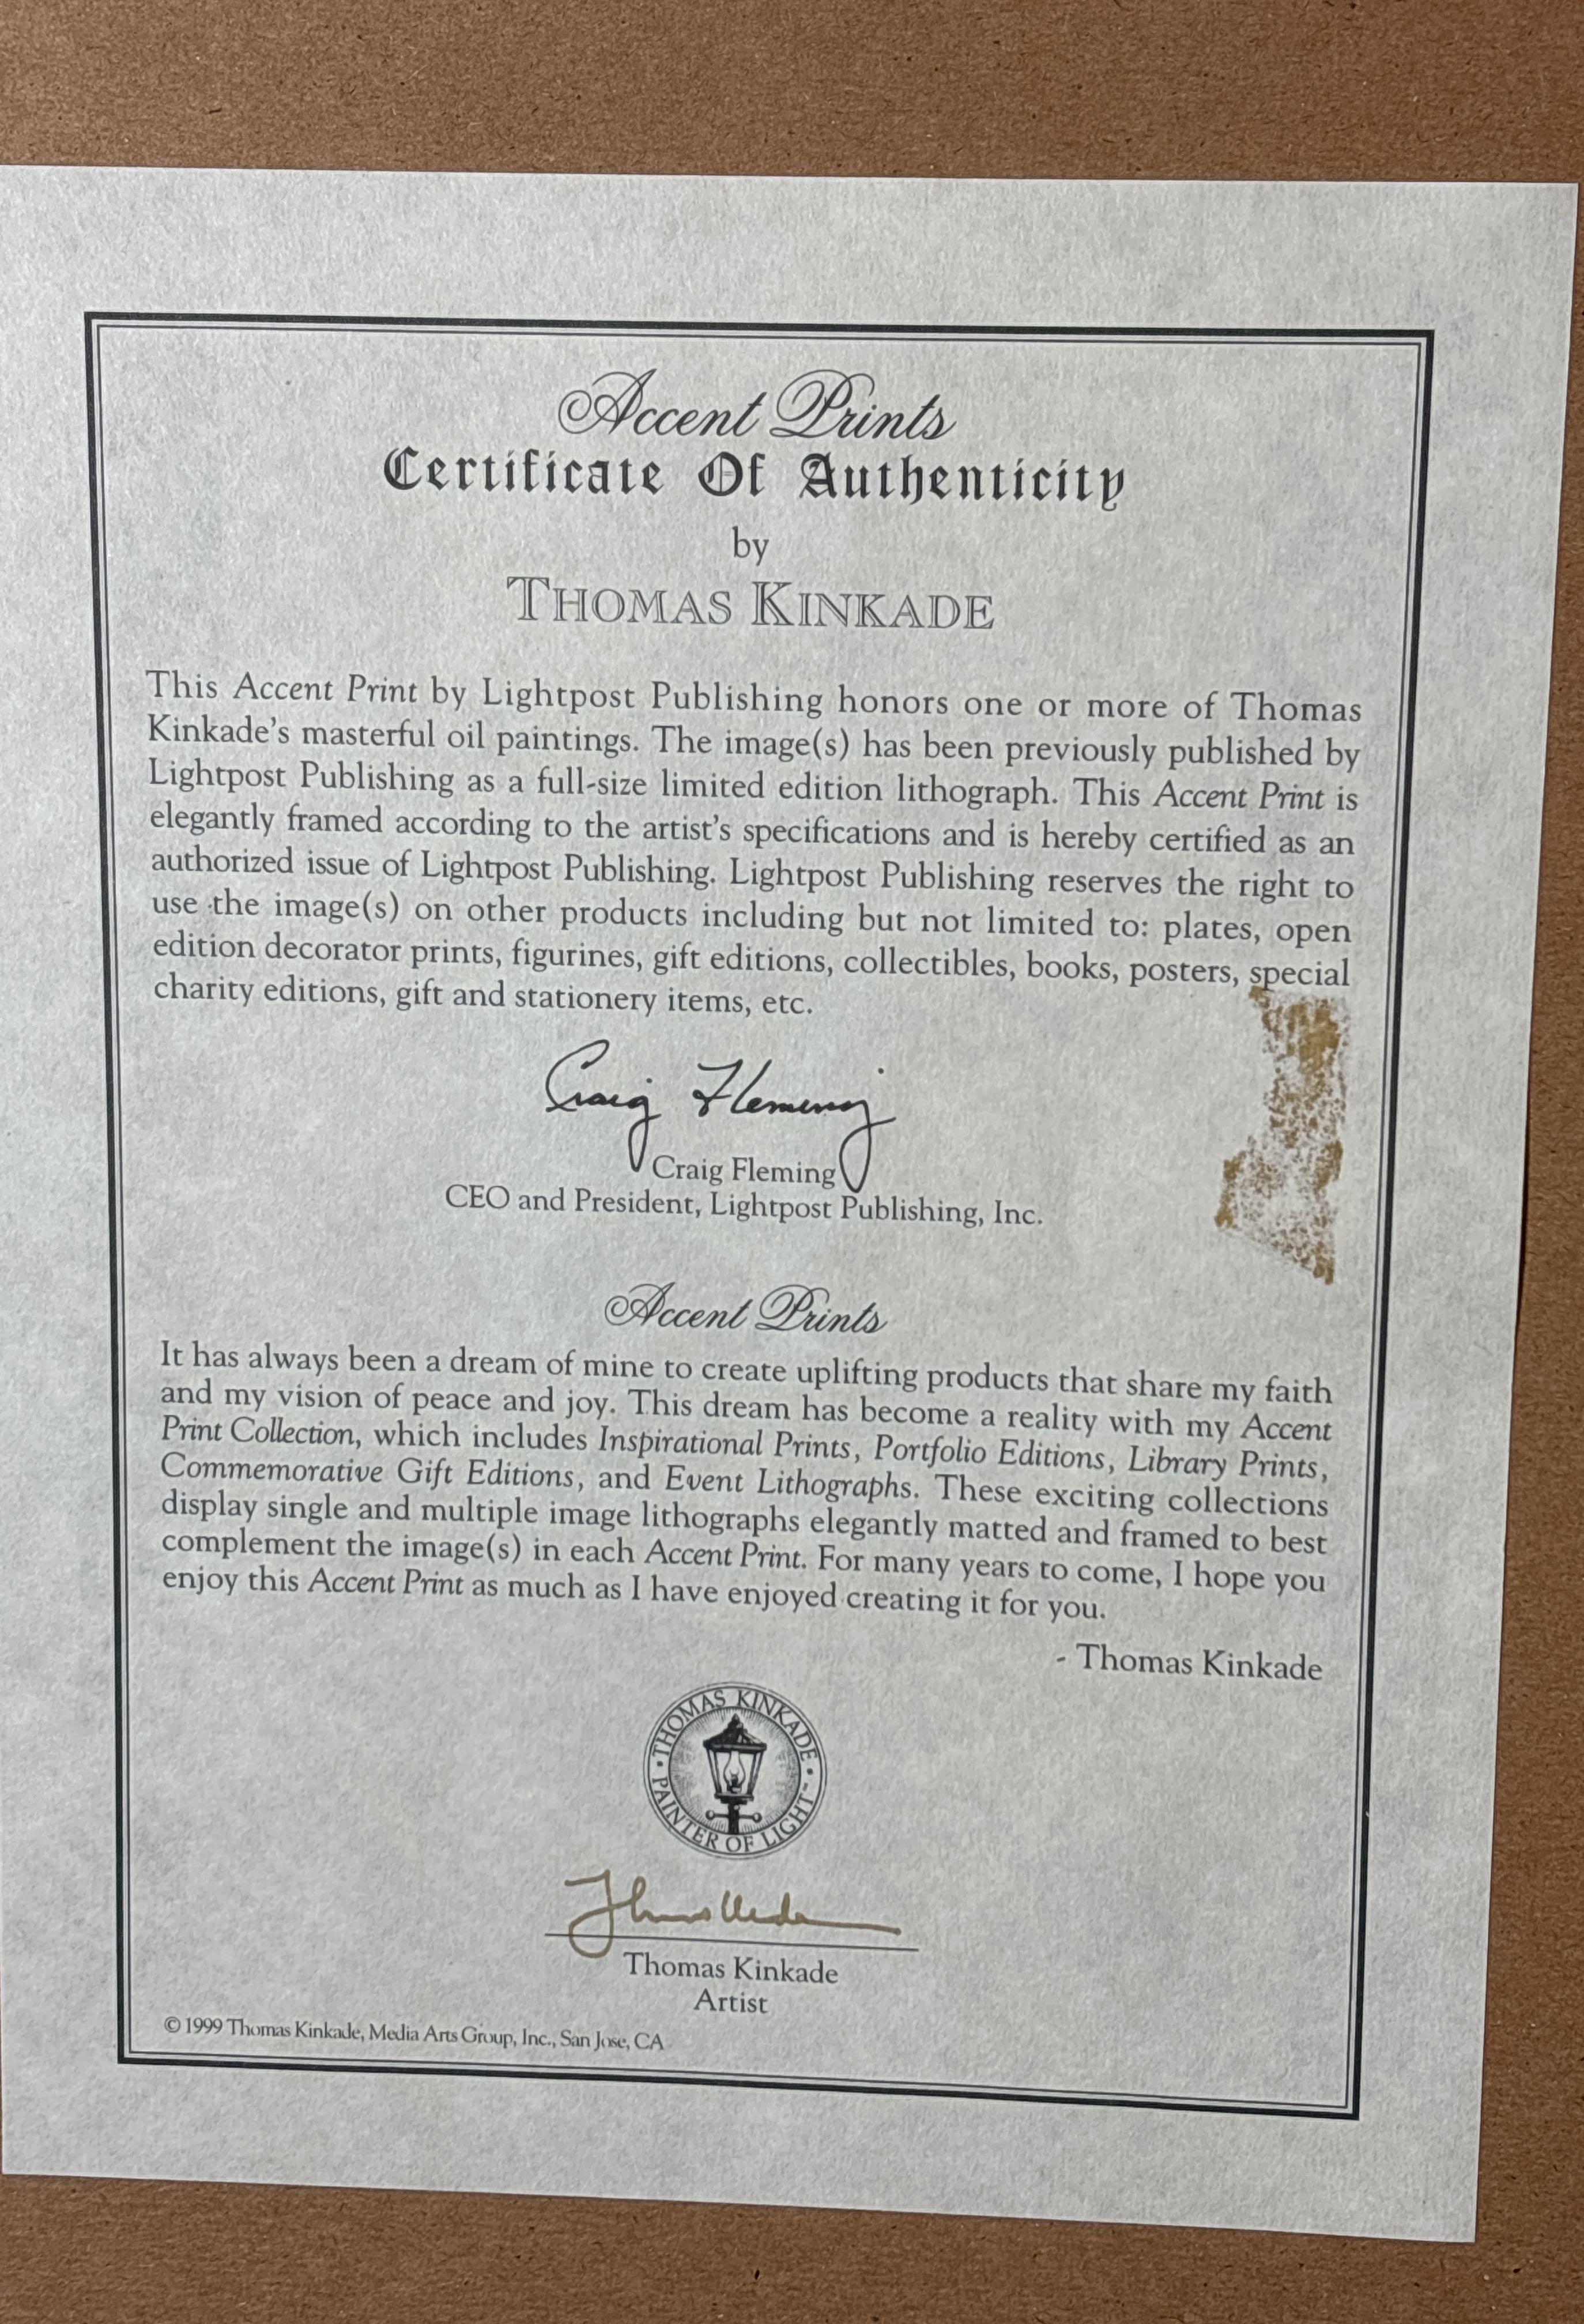 Accent Prints
Certificate Of Authenticity
by
THOMAS KINKADE
This Accent Print by Lightpost Publishing honors one or more of Thomas
Kinkade's masterful oil paintings. The image(s) has been previously published by
Lightpost Publishing as a full-size limited edition lithograph. This Accent Print is
elegantly framed according to the artist's specifications and is hereby certified as an
authorized issue of Lightpost Publishing. Lightpost Publishing reserves the right to
use the image(s) on other products including but not limited to: plates, open
edition decorator prints, figurines, gift editions, collectibles, books, posters, special
charity editions, gift and stationery items, etc.
Craig Fleming
Craig Fleming
CEO and President, Lightpost Publishing, Inc.
Accent Prints
It has always been a dream of mine to create uplifting products that share my faith
and my vision of peace and joy. This dream has become a reality with my Accent
Print Collection, which includes Inspirational Prints, Portfolio Editions, Library Prints,
Commemorative Gift Editions, and Event Lithographs. These exciting collections
display single and multiple image lithographs elegantly matted and framed to best
complement the image(s) in each Accent Print. For many years to come, I hope you
enjoy this Accent Print as much as I have enjoyed creating it for you.
- Thomas Kinkade
THOMAS KINKADE
PAINTER OF LIGHT
Thomas Kinkade
Artist
© 1999 Thomas Kinkade, Media Arts Group, Inc., San Jose, CA